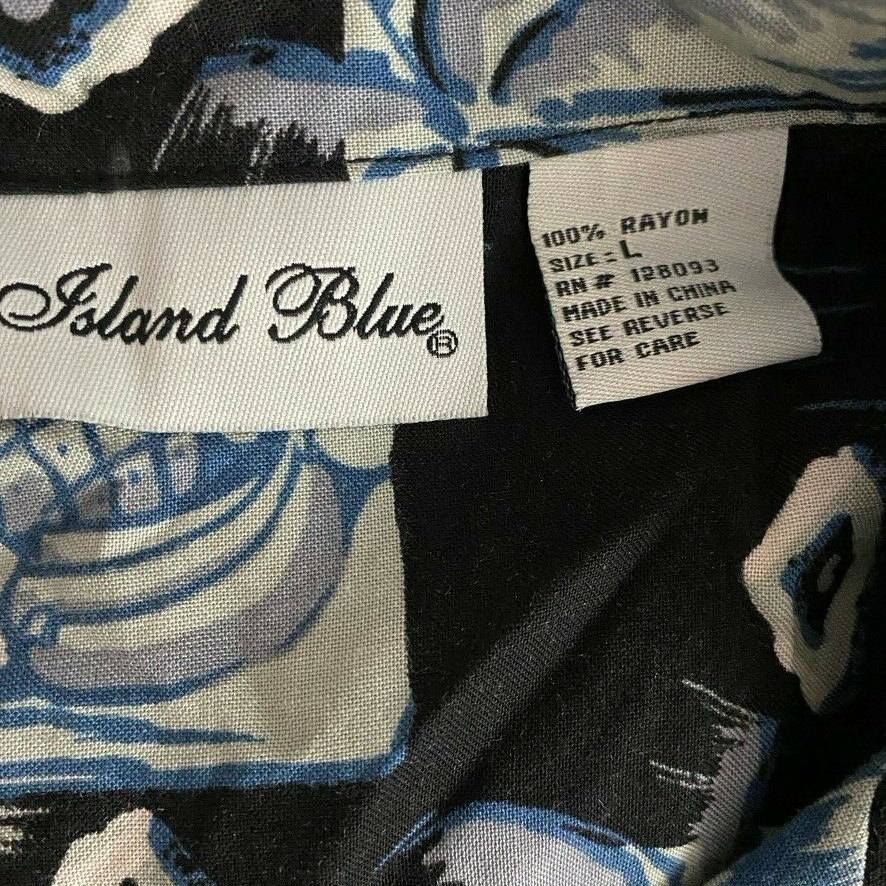 Island Blue®
100% RAYON
SIZE: L
RN # 128093
MADE IN CHINA
SEE REVERSE
FOR CARE